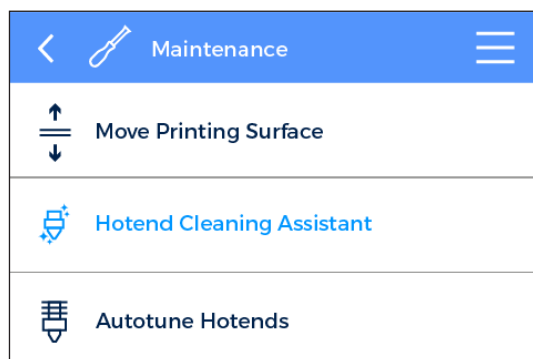 Maintenance
Move Printing Surface
Hotend Cleaning Assistant
Autotune Hotends